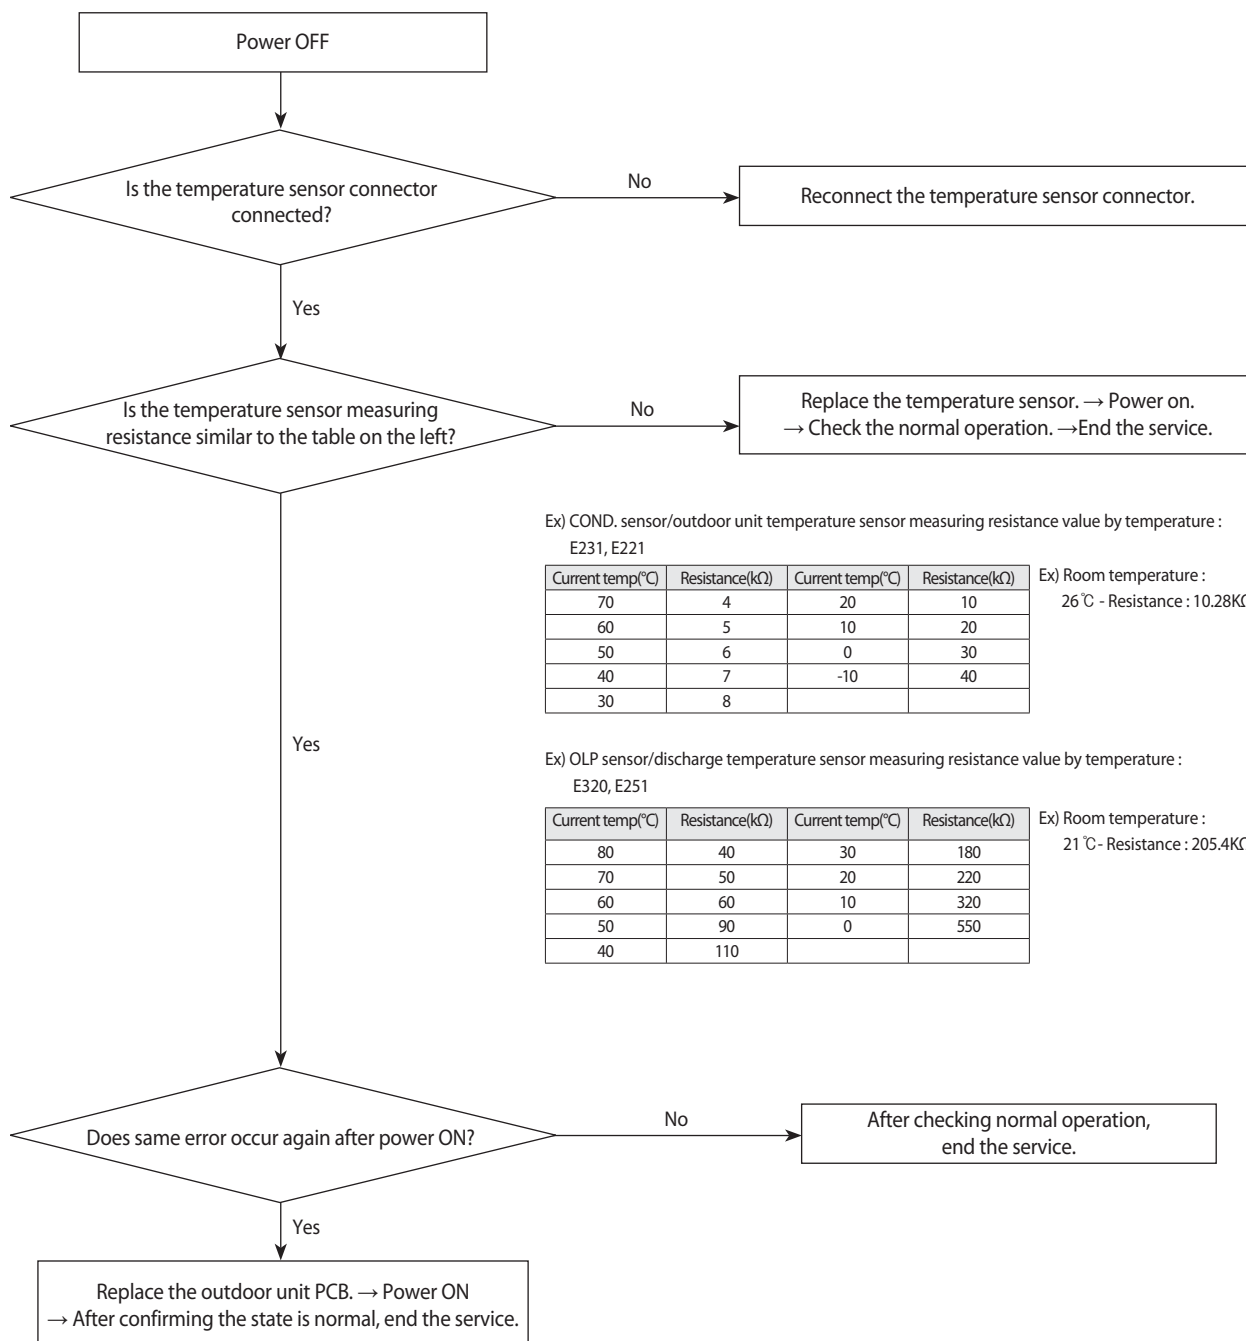 Power OFF
Is the temperature sensor connector
connected?
No
Reconnect the temperature sensor connector.
Yes
Is the temperature sensor measuring
resistance similar to the table on the left?
No
Replace the temperature sensor. → Power on.
→ Check the normal operation. →End the service.
Ex) COND. sensor/outdoor unit temperature sensor measuring resistance value by temperature :
E231, E221
Current temp(℃) Resistance(kΩ) Current temp(℃) Resistance(kΩ)
70 4 20 10
60 5 10 20
50 6 0 30
40 7 -10 40
30 8
Ex) Room temperature :
26℃ - Resistance : 10.28KΩ
Yes
Ex) OLP sensor/discharge temperature sensor measuring resistance value by temperature :
E320, E251
Current temp(℃) Resistance(kΩ) Current temp(℃) Resistance(kΩ)
80 40 30 180
70 50 20 220
60 60 10 320
50 90 0 550
40 110
Ex) Room temperature :
21℃- Resistance : 205.4KΩ
Does same error occur again after power ON?
No
After checking normal operation,
end the service.
Yes
Replace the outdoor unit PCB. → Power ON
→ After confirming the state is normal, end the service.